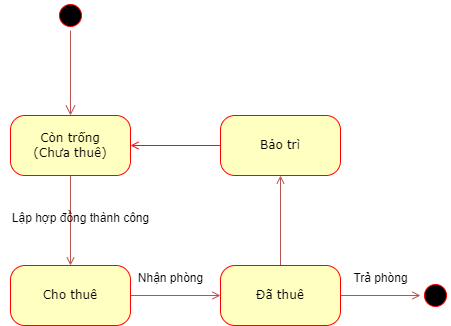 Còn trống
(Chưa thuê)
Bảo trì
Lập hợp đồng thành công
Cho thuê
Nhận phòng
Đã thuê
Trả phòng